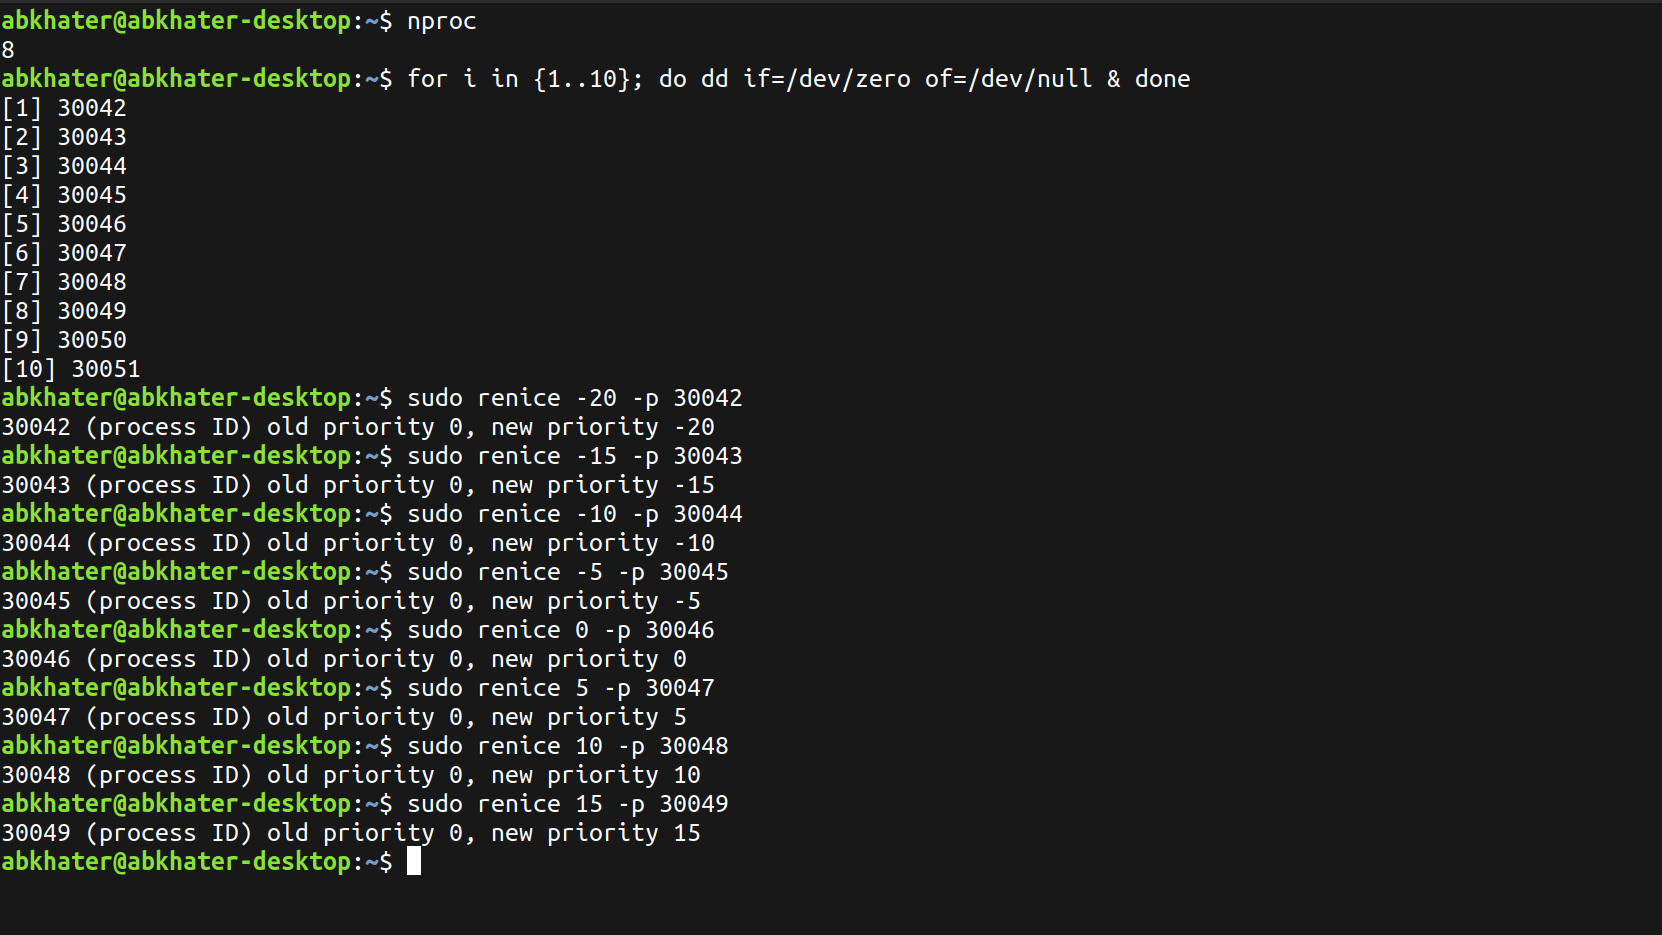 abkhater@abkhater-desktop:~$ nproc
8
abkhater@abkhater-desktop:~$ for i in {1..10}; do dd if=/dev/zero of=/dev/null & done
[1] 30042
[2] 30043
[3] 30044
[4] 30045
[5] 30046
[6] 30047
[7] 30048
[8] 30049
[9] 30050
[10] 30051
abkhater@abkhater-desktop:~$ sudo renice -20 -p 30042
30042 (process ID) old priority 0, new priority -20
abkhater@abkhater-desktop:~$ sudo renice -15 -p 30043
30043 (process ID) old priority 0, new priority -15
abkhater@abkhater-desktop:~$ sudo renice -10 -p 30044
30044 (process ID) old priority 0, new priority -10
abkhater@abkhater-desktop:~$ sudo renice -5 -p 30045
30045 (process ID) old priority 0, new priority -5
abkhater@abkhater-desktop:~$ sudo renice 0 -p 30046
30046 (process ID) old priority 0, new priority 0
abkhater@abkhater-desktop:~$ sudo renice 5 -p 30047
30047 (process ID) old priority 0, new priority 5
abkhater@abkhater-desktop:~$ sudo renice 10 -p 30048
30048 (process ID) old priority 0, new priority 10
abkhater@abkhater-desktop:~$ sudo renice 15 -p 30049
30049 (process ID) old priority 0, new priority 15
abkhater@abkhater-desktop:~$